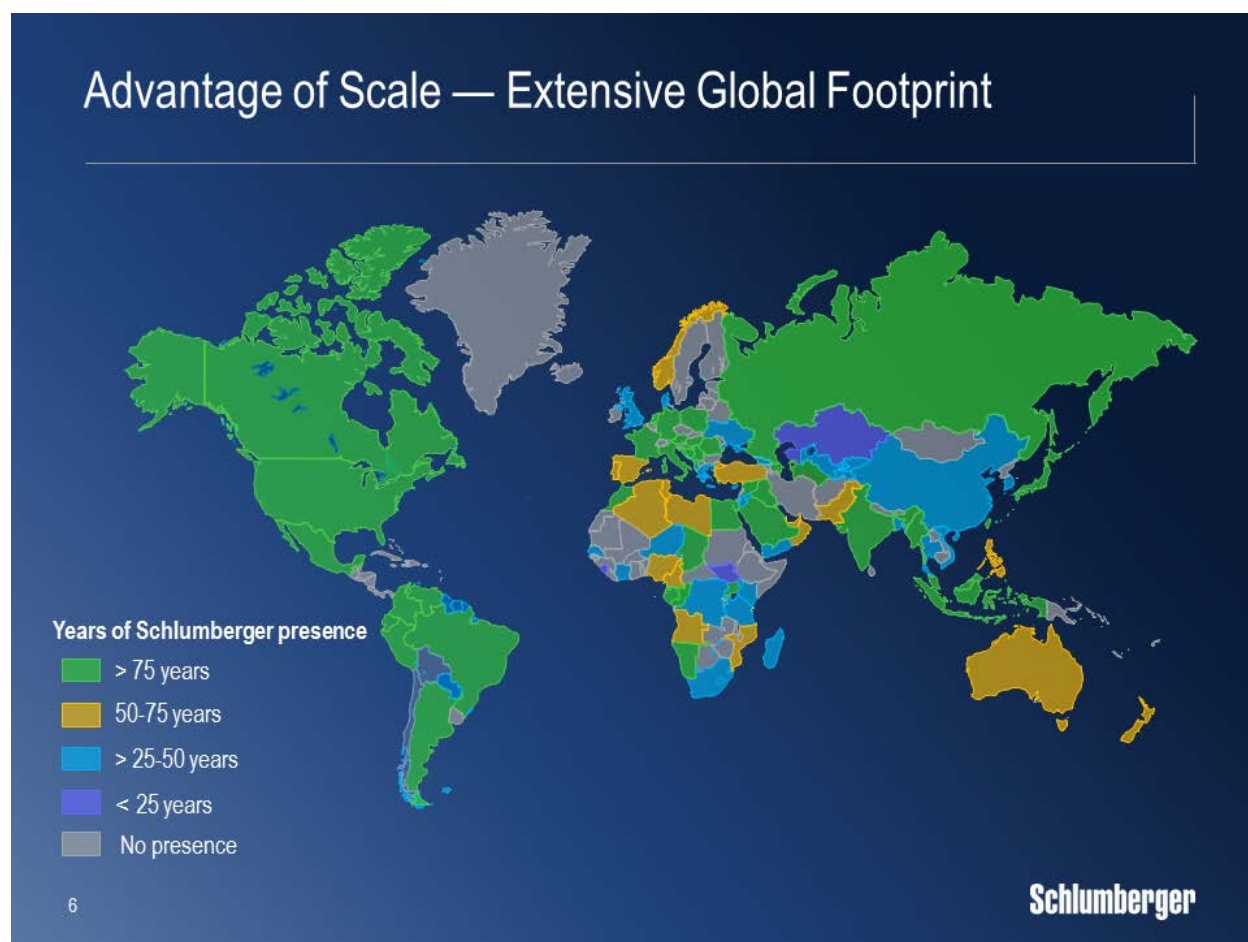 Advantage of Scale — Extensive Global Footprint
Years of Schlumberger presence
> 75 years
50-75 years
> 25-50 years
< 25 years
No presence
6
Schlumberger